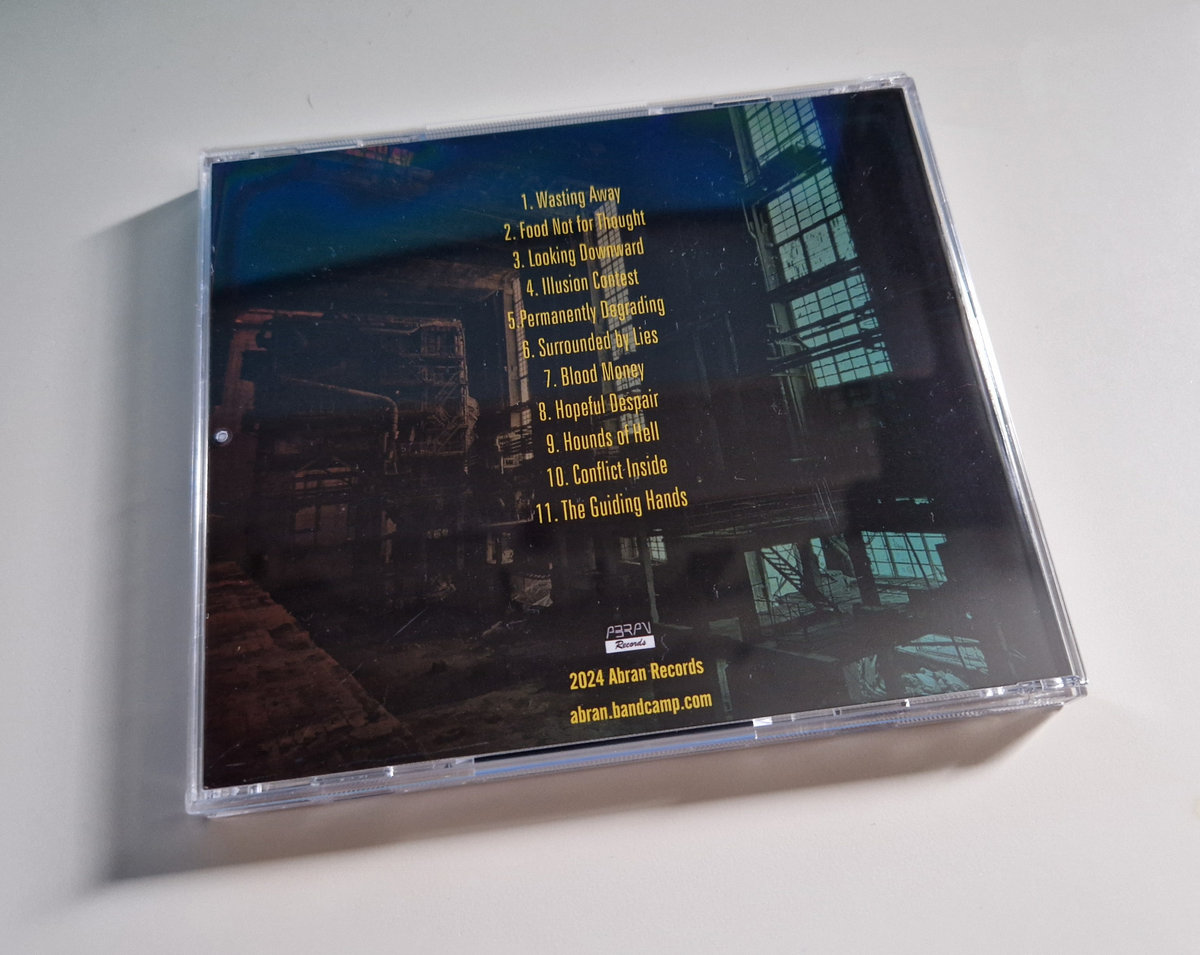 1. Wasting Away
2. Food Not for Thought
3. Looking Downward
4. Illusion Contest
5.Permanently Degrading
6. Surrounded by Lies
7. Blood Money
8. Hopeful Despair
9. Hounds of Hell
10. Conflict Inside
11. The Guiding Hands
ABRAN
Records
2024 Abran Records
abran.bandcamp.com